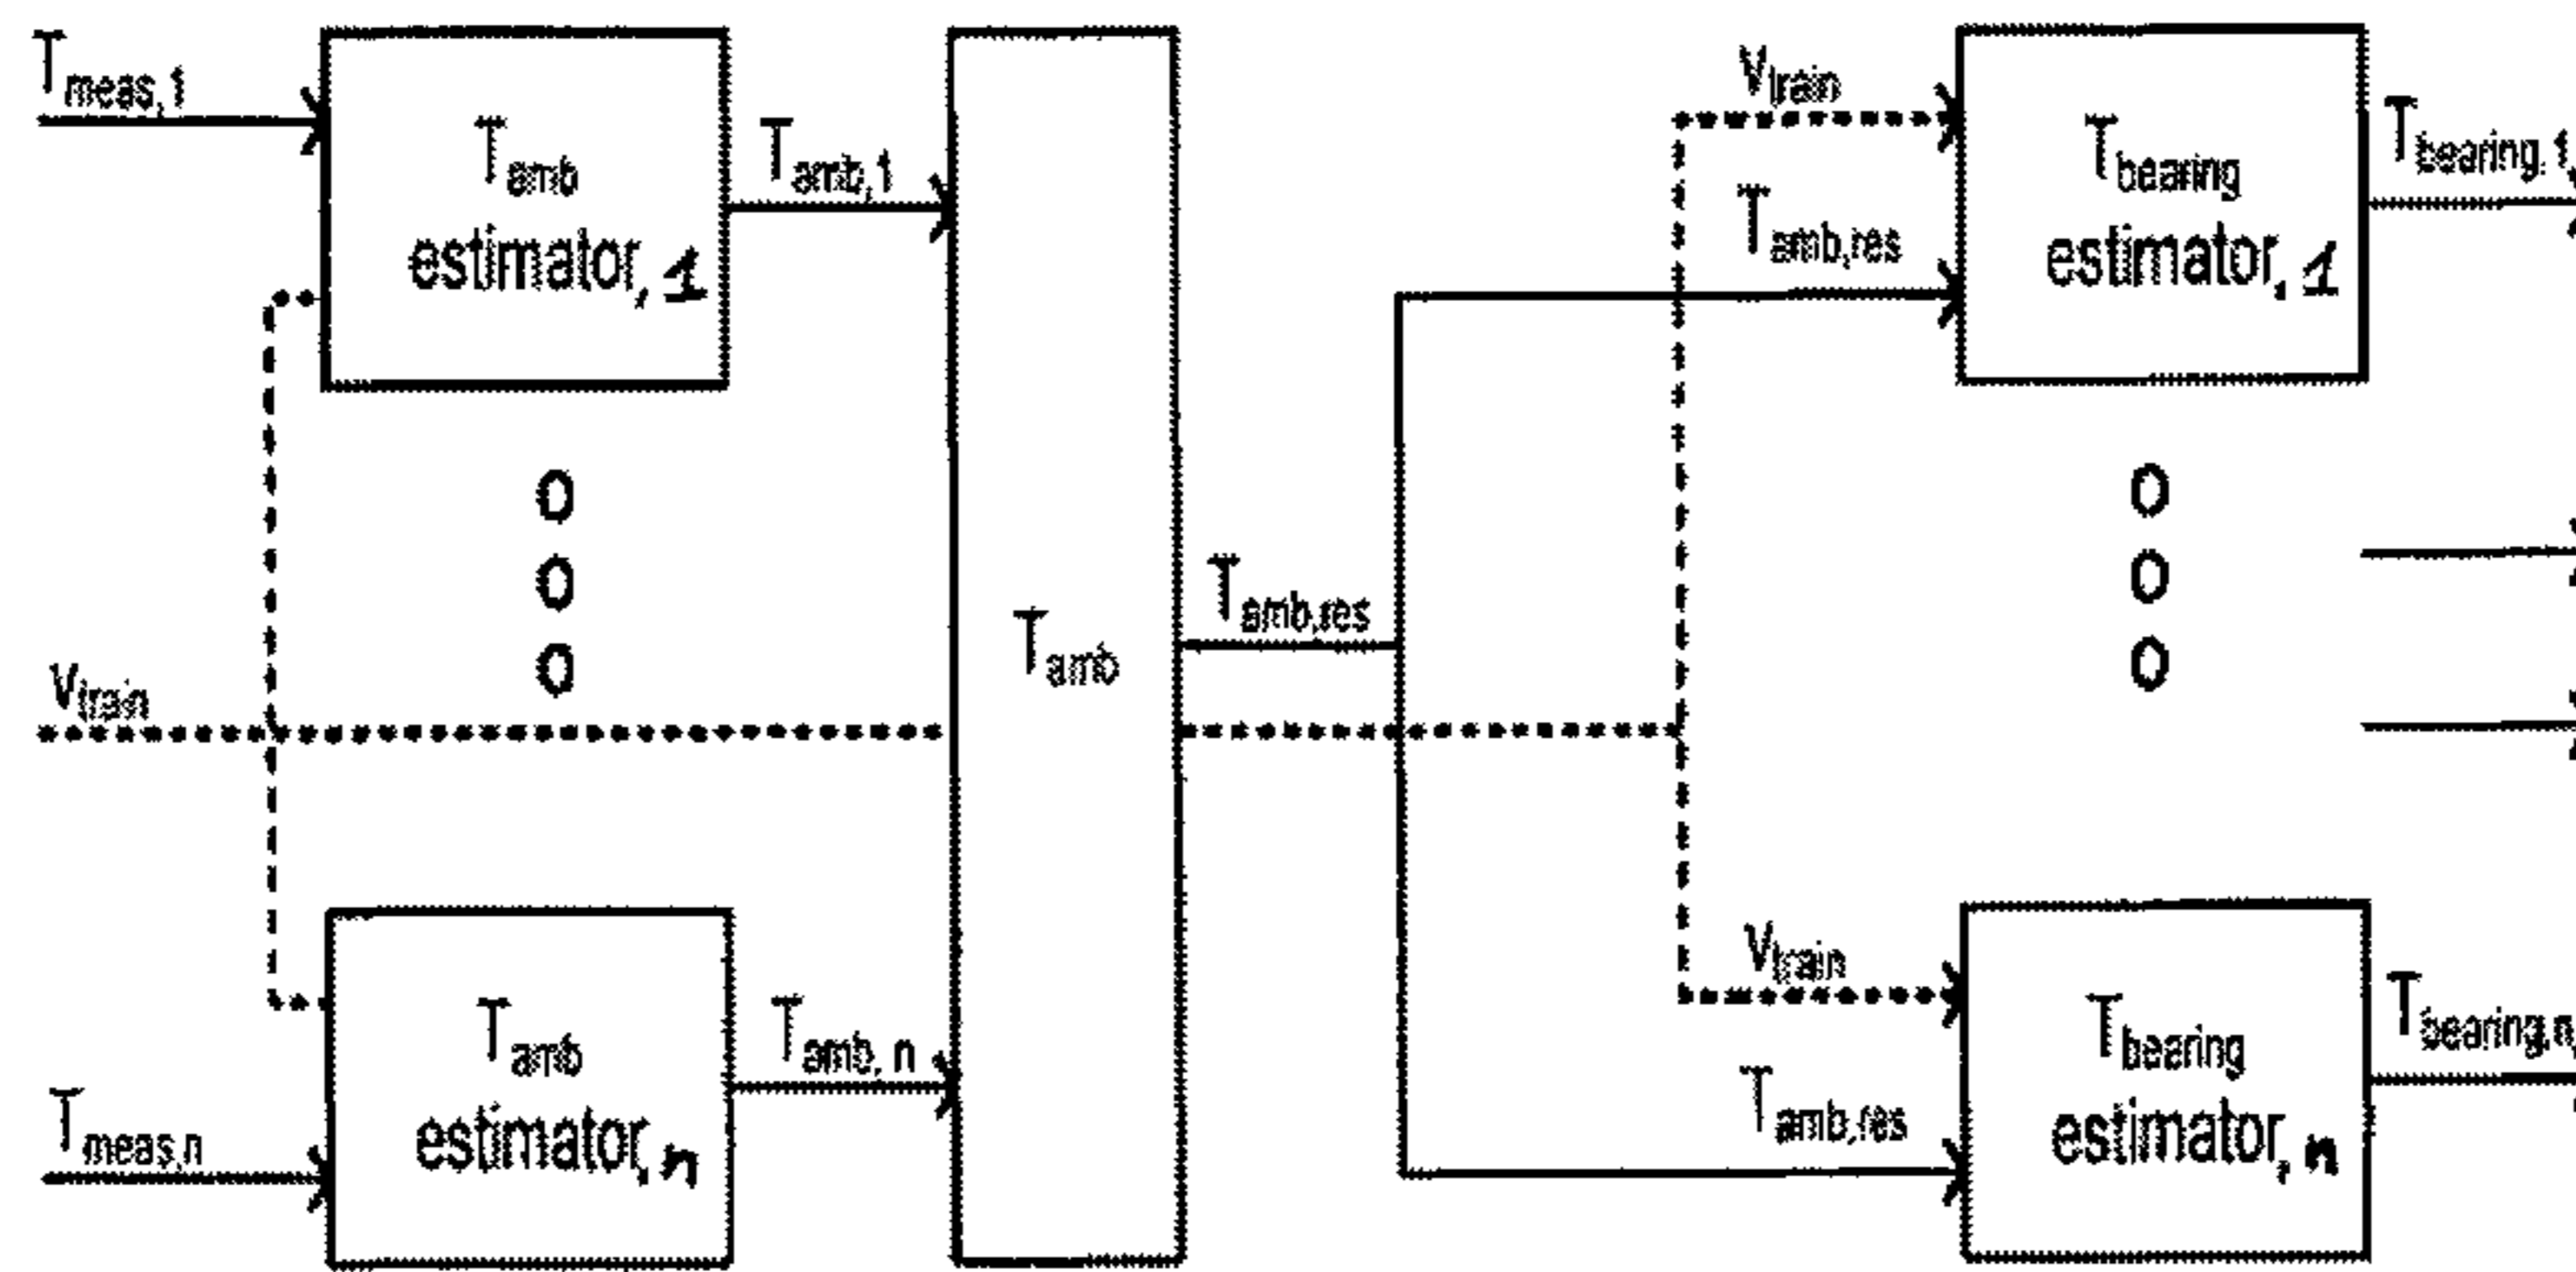 Tmeas,1
Tamb
estimator, 1
Tamb,1
Vtrain
Tamb,res
Tbearing
estimator, 1
Tbearing,1,
o
o
o
Vtrain
Tamb
Tamb,res
o
o
o
Tmeas,n
Tamb
estimator, n
Tamb, n
Vtrain
Tamb,res
Tbearing
estimator, n
Tbearing,n,